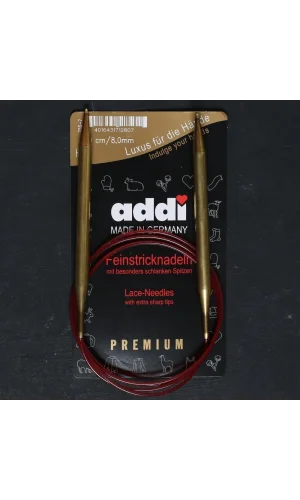 4016431712807
cm/8,0mm
Luxus für die Hände
Indulge your hands
addi
MADE IN GERMANY
Feinstricknadeln
mit besonders schlanken Spitzen
Lace-Needles
with extra sharp tips
PREMIUM